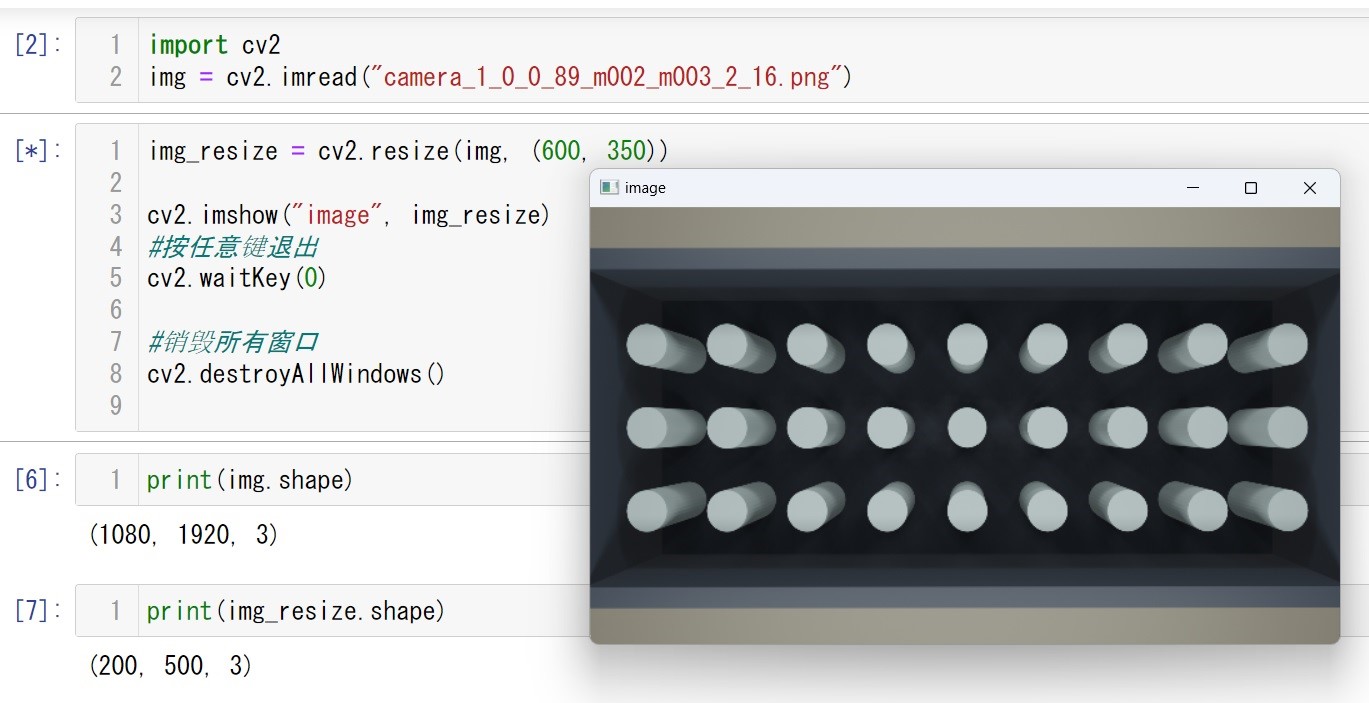 [2]:
1 import cv2
2 img = cv2.imread("camera_1_0_0_89_m002_m003_2_16.png")
[*]:
1 img_resize = cv2.resize(img, (600, 350))
2
3 cv2.imshow("image", img_resize)
4 #按任意键退出
5 cv2.waitKey(0)
6
7 #销毁所有窗口
8 cv2.destroyAllWindows()
9
image
[6]:
1 print(img.shape)
(1080, 1920, 3)
[7]:
1 print(img_resize.shape)
(200, 500, 3)